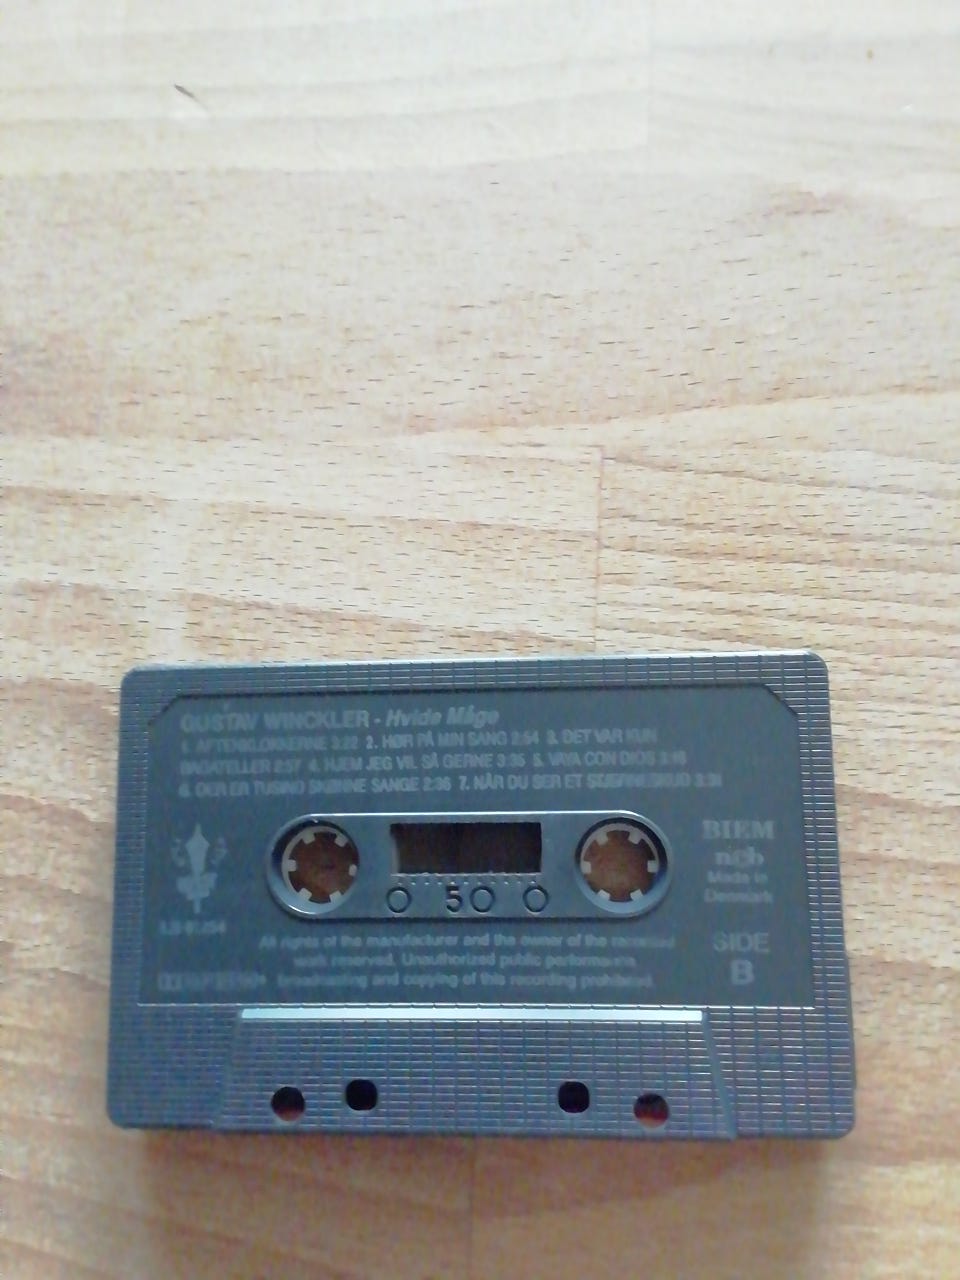 GUSTAV WINCKLER - Hvide Måge
1. AFTENKLOKKERNE 3:22 2. HØR PÅ MIN SANG 2:54 3. DET VAR KUN
BAGATELLER 2:57 4. HJEM JEG VIL SÅ GERNE 3:35 5. VAYA CON DIOS 3:16
6. DER ER TUSIND SKØNNE SANGE 2:36 7. NÅR DU SER ET STJERNESKUD
BIEM
ncb
Made in
Denmark
50
All rights of the manufacturer and the owner of the recorded
work reserved. Unauthorized public performance,
broadcasting and copying of this recording prohibited.
SIDE
B